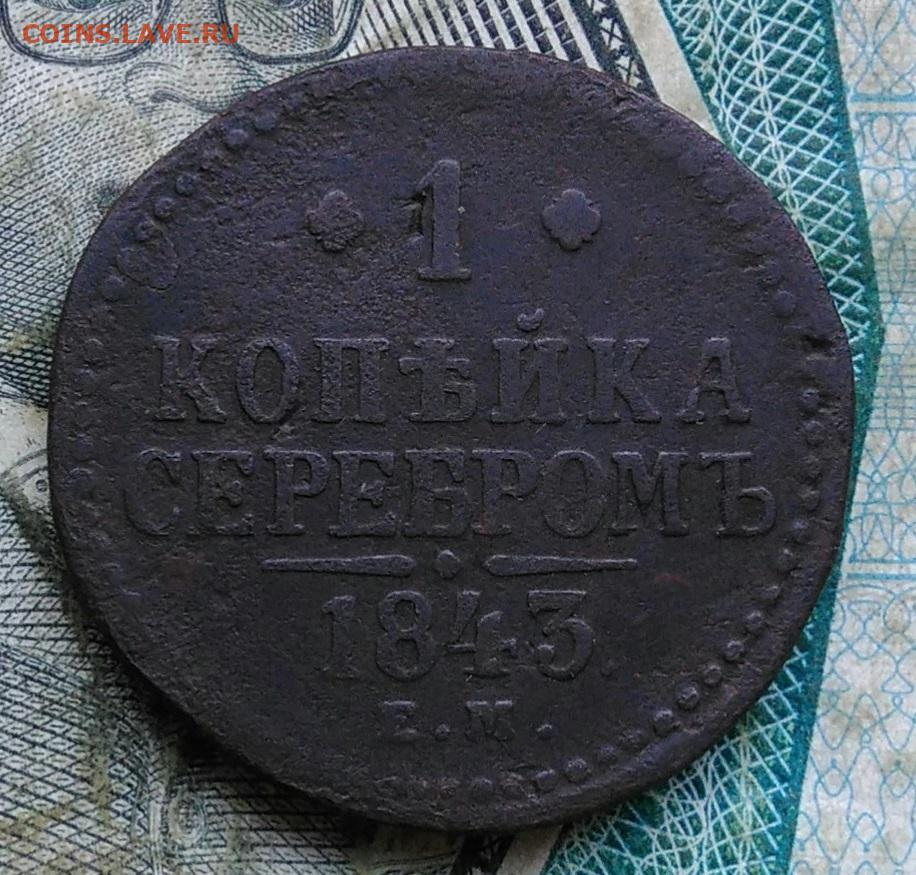 COINS.LAVE.RU
1
КОПѢЙКА
СЕРЕБРОМЪ
1843.
Е.М.